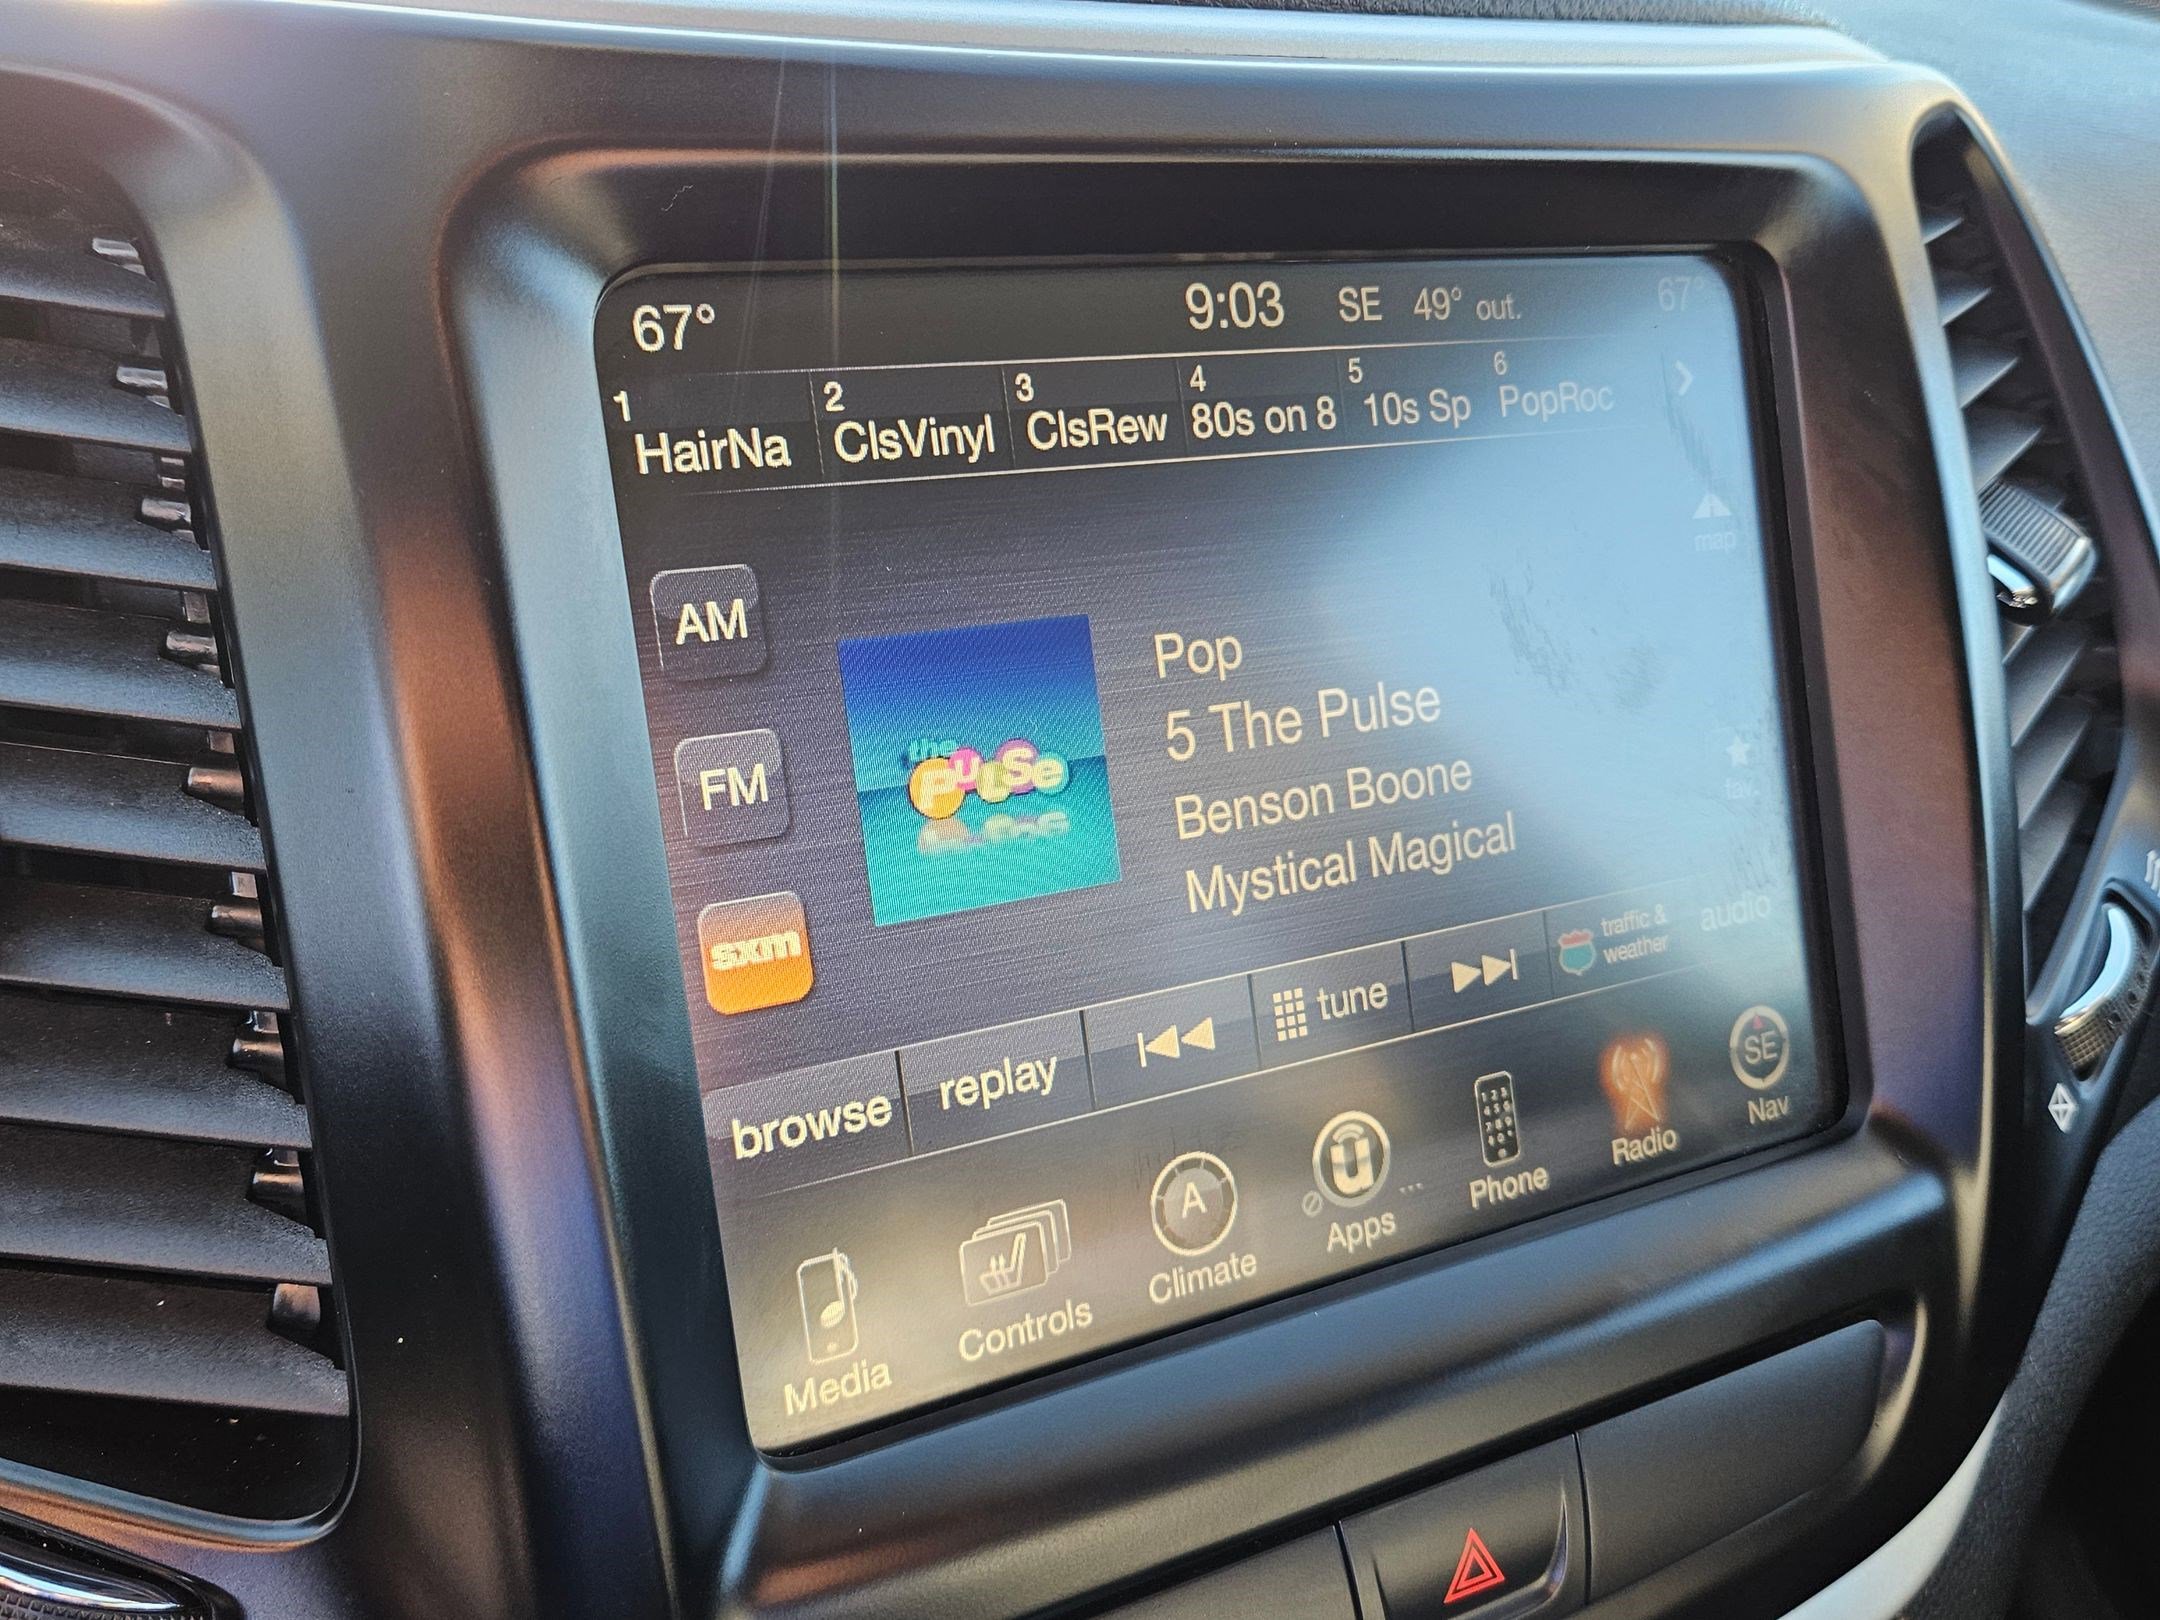 67° 9:03 SE 49° out. 67°
1 2 3 4 5 6
HairNa ClsVinyl ClsRew 80s on 8 10s Sp PopRoc
map
AM
FM
sxm
the Pulse
Pop
5 The Pulse
Benson Boone
Mystical Magical
fav.
browse replay tune traffic & weather audio
Media Controls A Climate U Apps Phone Radio SE Nav